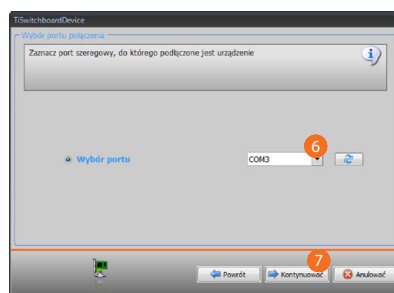 TiSwitchboardDevice
Wybór portu połączenia
Zaznacz port szeregowy, do którego podłączone jest urządzenie
Wybór portu
COM3
6
7
Powrót
Kontynuować
Anulować